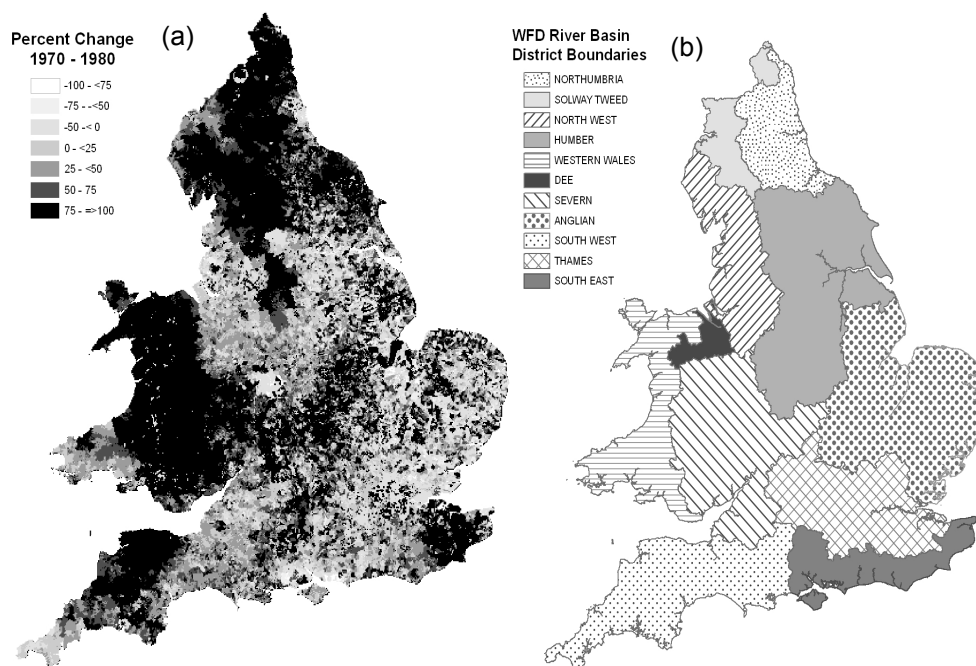 Percent Change
1970 - 1980
-100 - <75
-75 - -<50
-50 -< 0
0 - <25
25 - <50
50 - 75
75 - =>100
(a)
WFD River Basin
District Boundaries
NORTHUMBRIA
SOLWAY TWEED
NORTH WEST
HUMBER
WESTERN WALES
DEE
SEVERN
ANGLIAN
SOUTH WEST
THAMES
SOUTH EAST
(b)